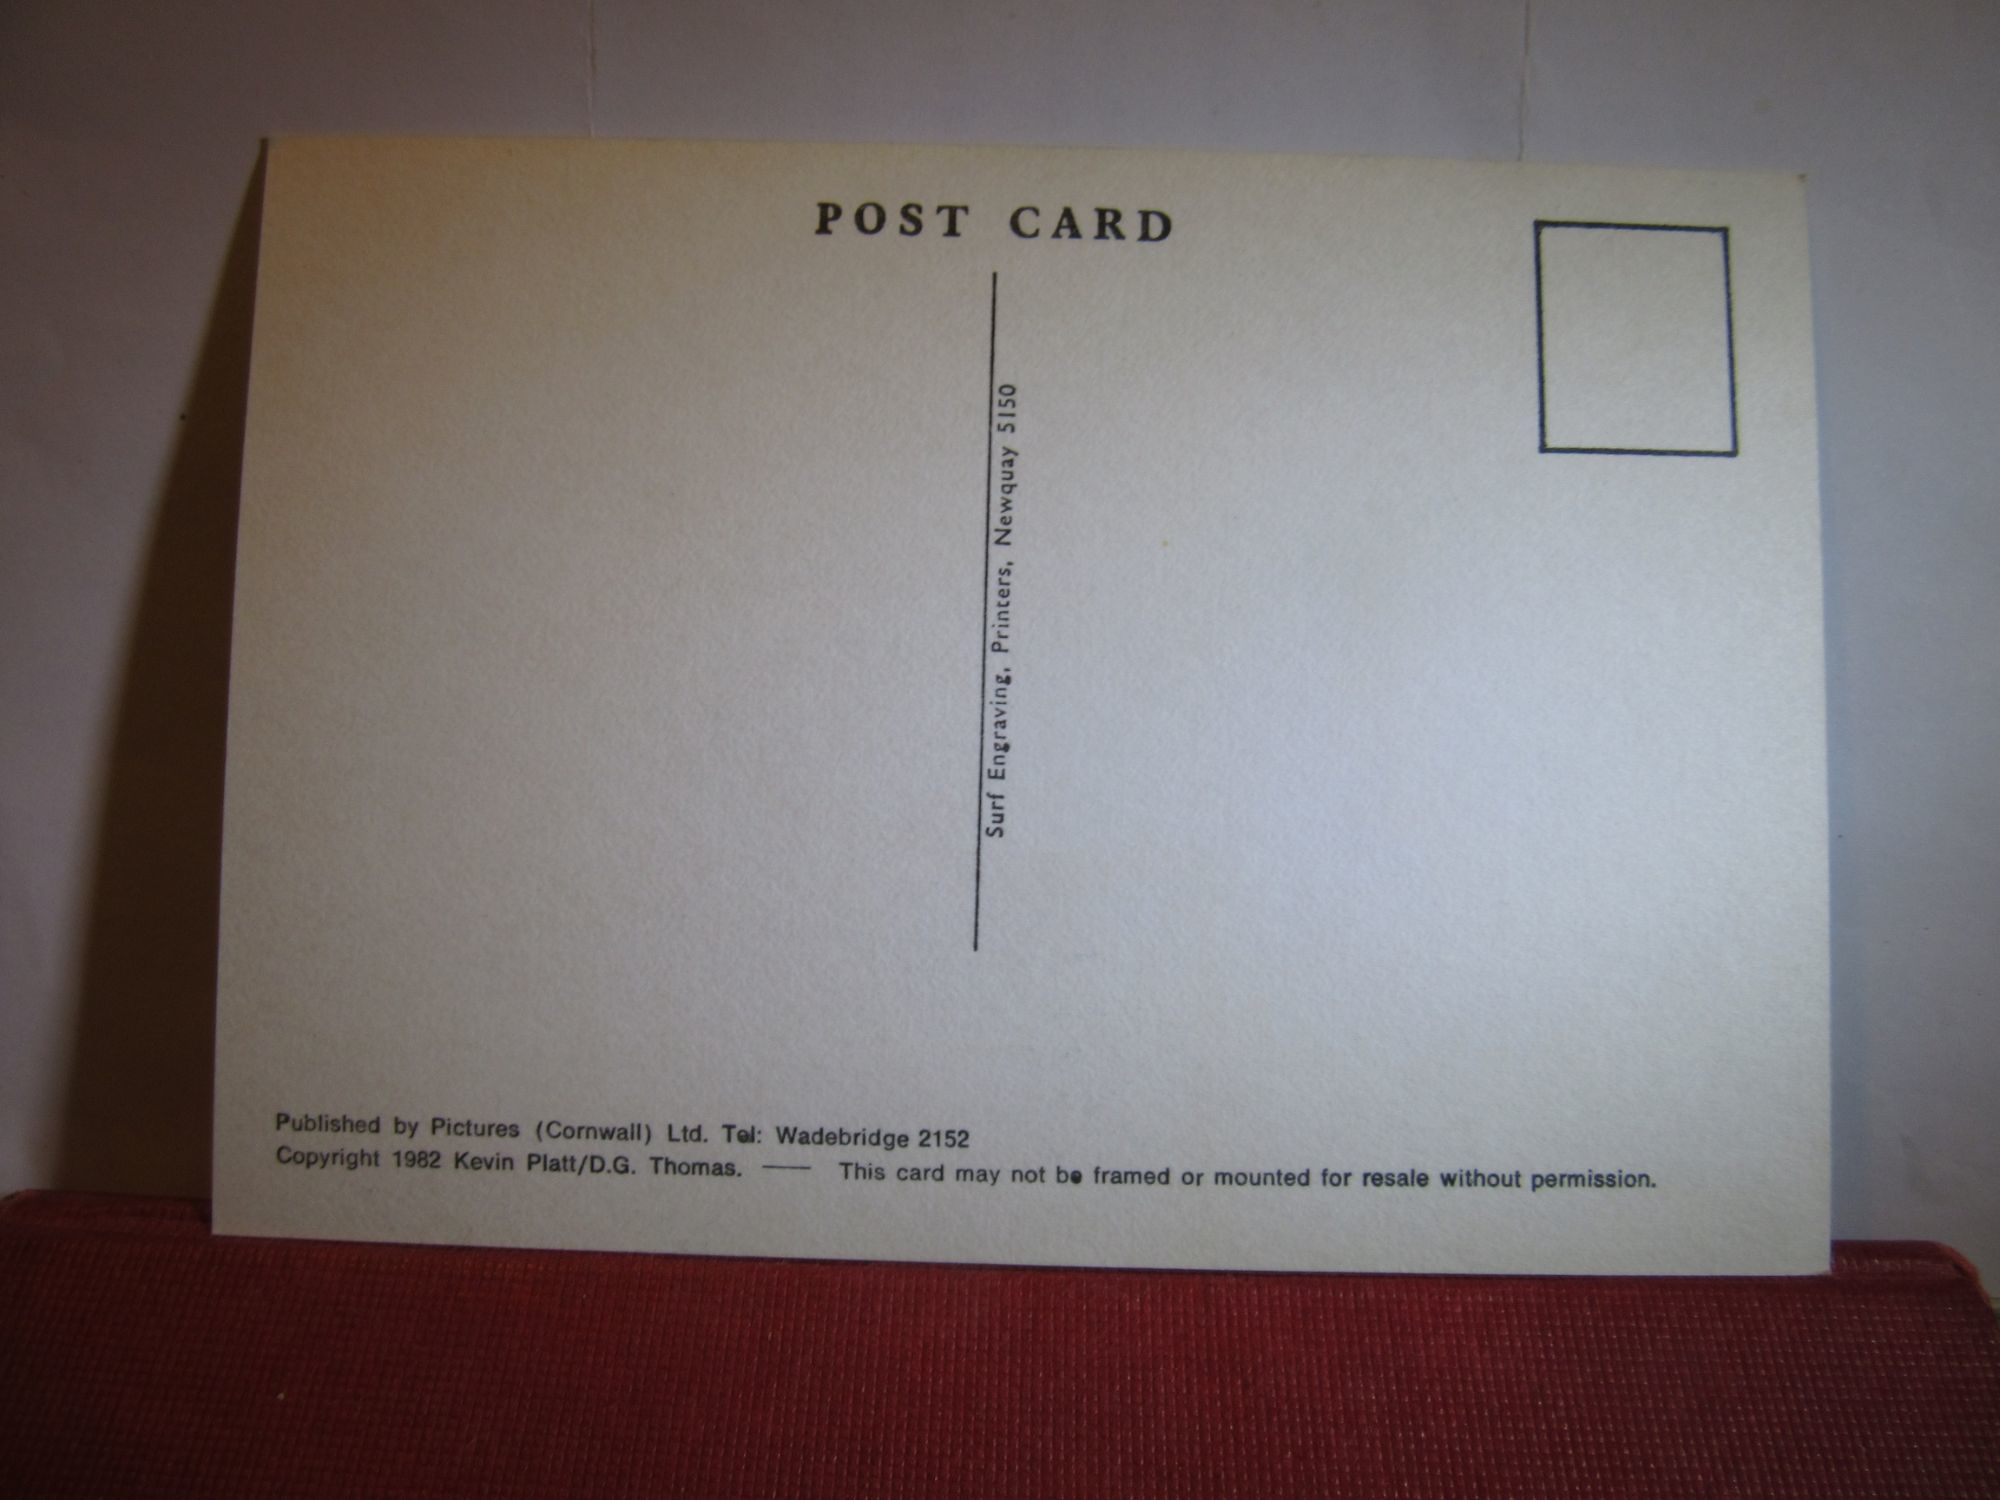 POST CARD
Surf Engraving, Printers, Newquay 5150
Published by Pictures (Cornwall) Ltd. Tel: Wadebridge 2152
Copyright 1982 Kevin Platt/D.G. Thomas. —— This card may not be framed or mounted for resale without permission.